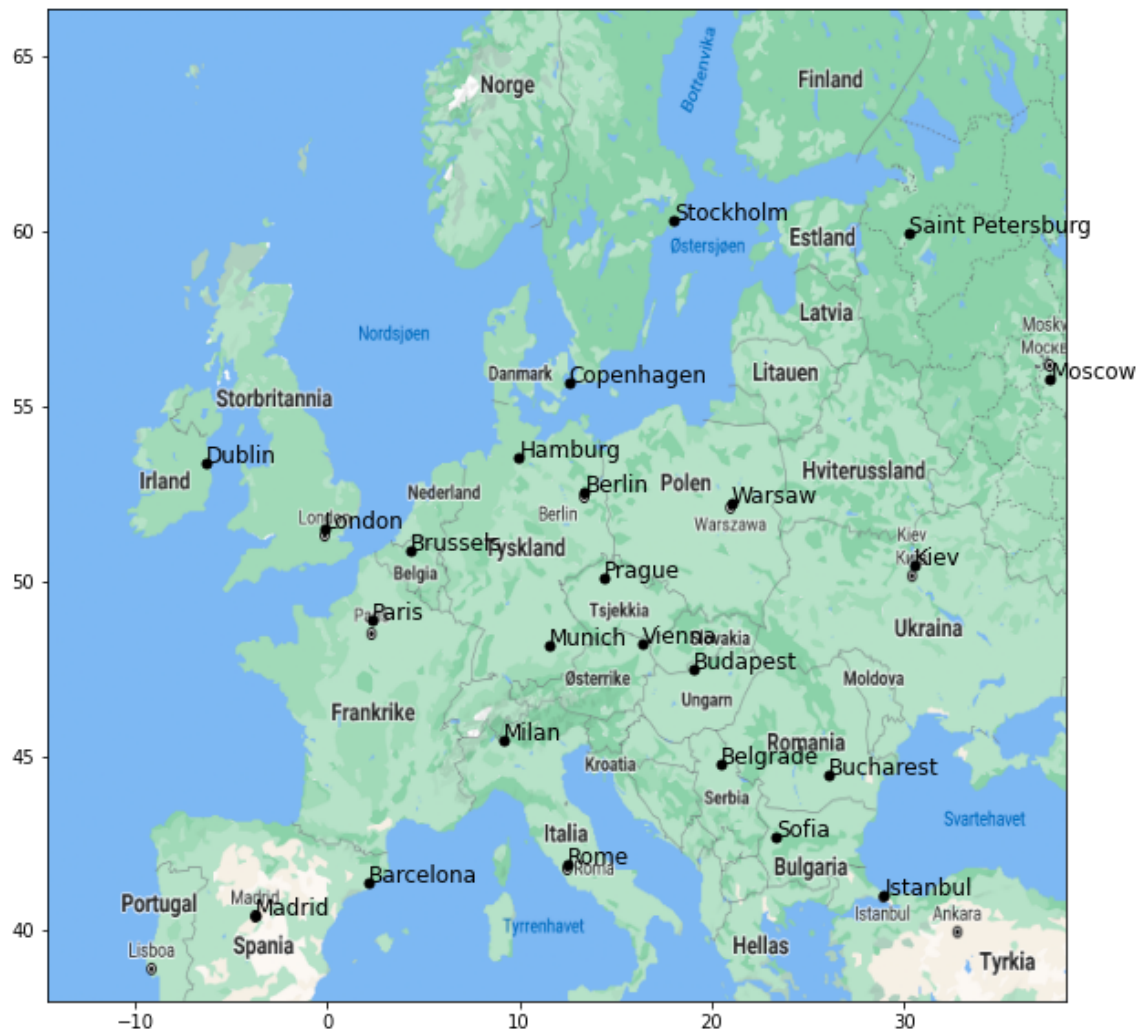 65
Norge
Bottenvika
Finland
60
Stockholm
Østersjøen
Estland
Saint Petersburg
Latvia
Nordsjøen
Danmark
Copenhagen
Litauen
Mosky
Моске
Moscow
55
Storbritannia
Dublin
Irland
Hamburg
Nederland
Berlin
Berlin
Polen
Warsaw
Warszawa
Hviterussland
London
London
Brussels
Belgia
Tyskland
Kiev
Kiev
50
Prague
Tsjekkia
Paris
Munich
Vienna
Slovakia
Ukraina
Budapest
Østerrike
Ungarn
Moldova
Frankrike
Milan
45
Kroatia
Belgrade
Romania
Bucharest
Serbia
Svartehavet
Italia
Sofia
Rome
Roma
Bulgaria
Barcelona
Portugal
Madrid
Madrid
Istanbul
Istanbul
Ankara
40
Lisboa
Spania
Tyrrenhavet
Hellas
Tyrkia
−10
0
10
20
30